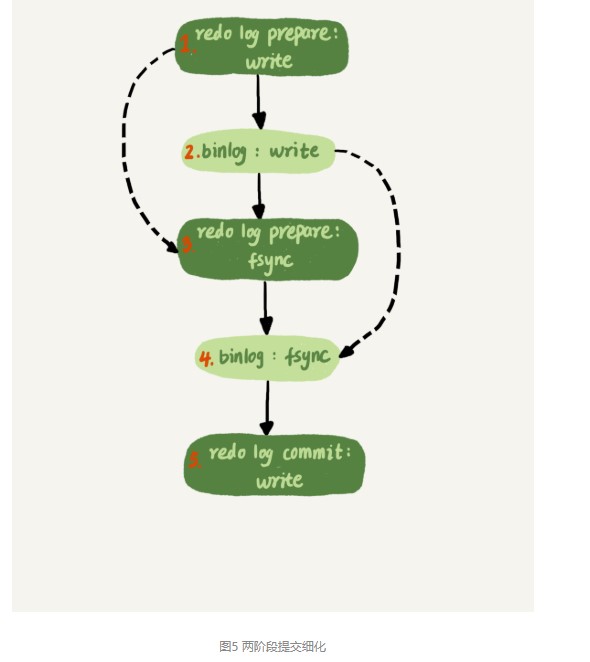 1. redo log prepare:
write
2. binlog : write
3 redo log prepare:
fsync
4. binlog : fsync
redo log commit:
write
图5 两阶段提交细化